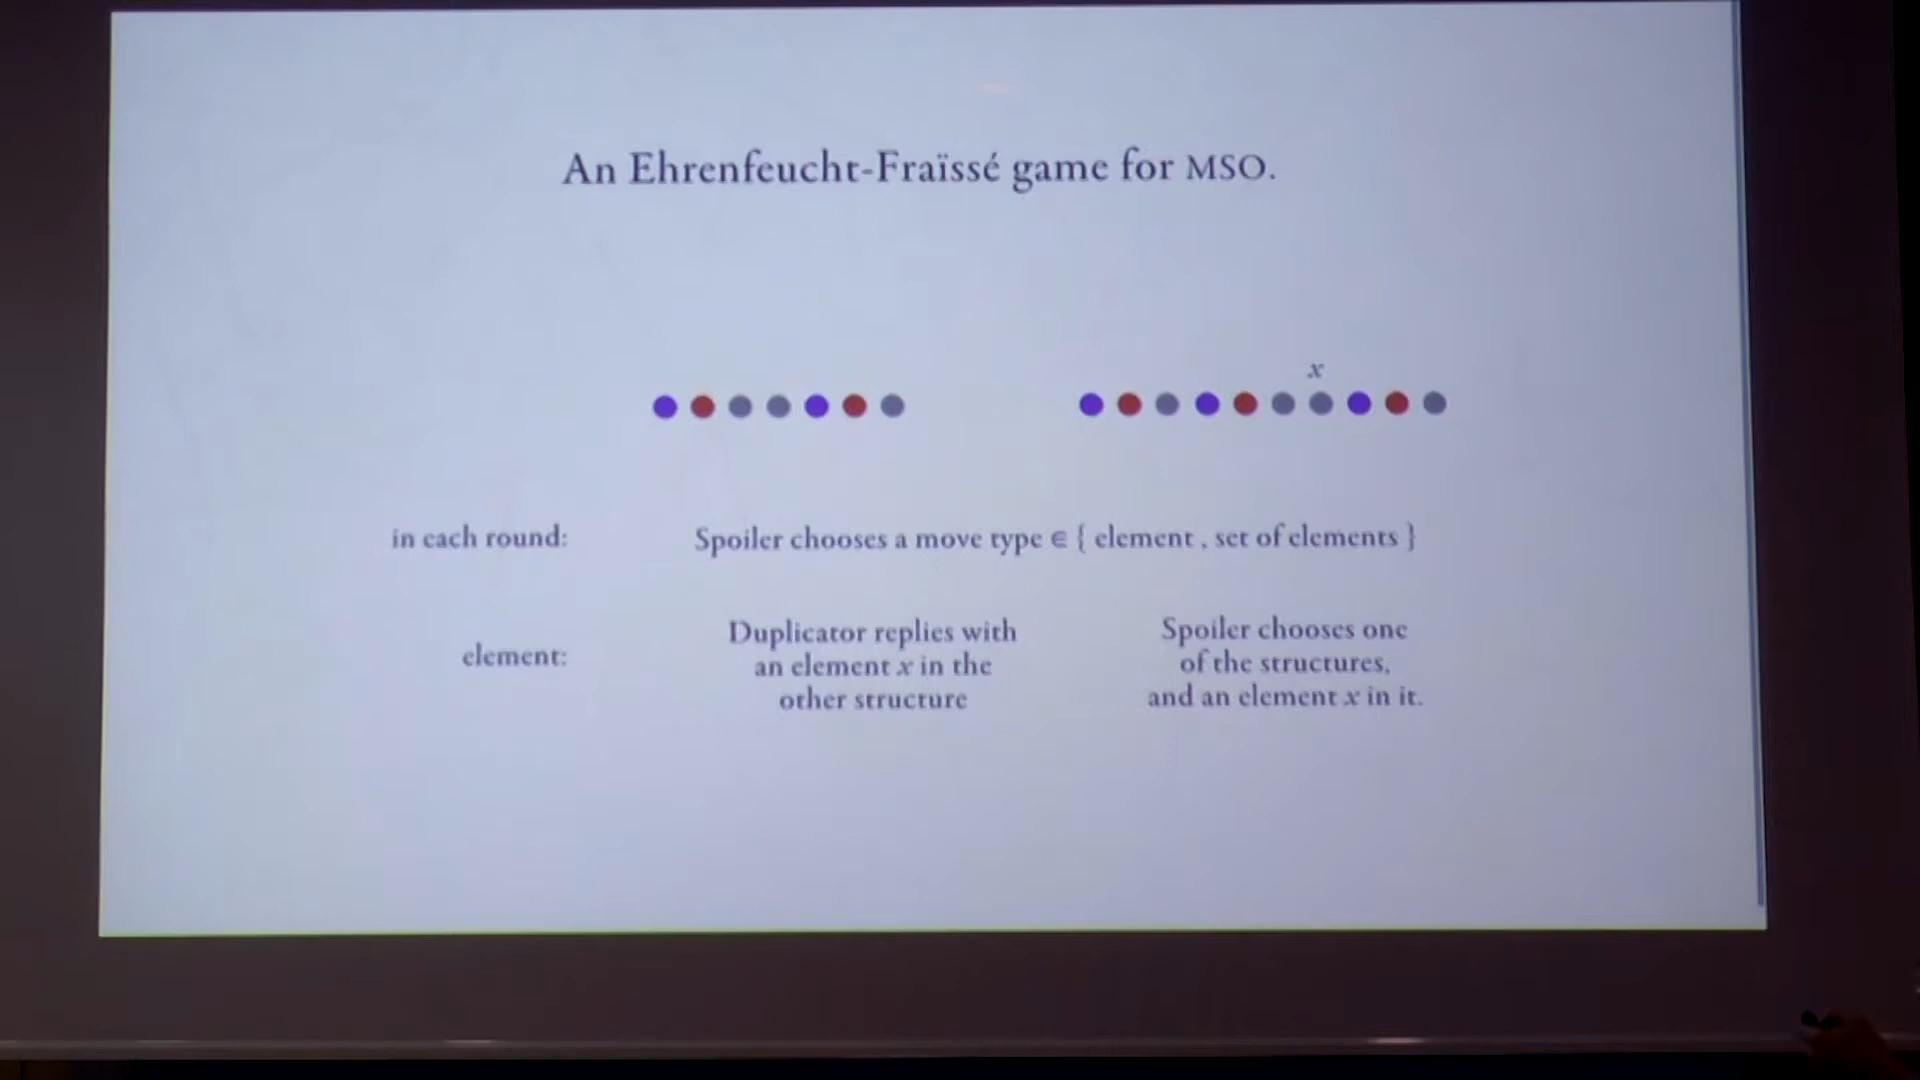 An Ehrenfeucht-Fraïssé game for MSO.
x
in each round:
Spoiler chooses a move type ∈ { element , set of elements }
element:
Duplicator replies with
an element x in the
other structure
Spoiler chooses one
of the structures,
and an element x in it.